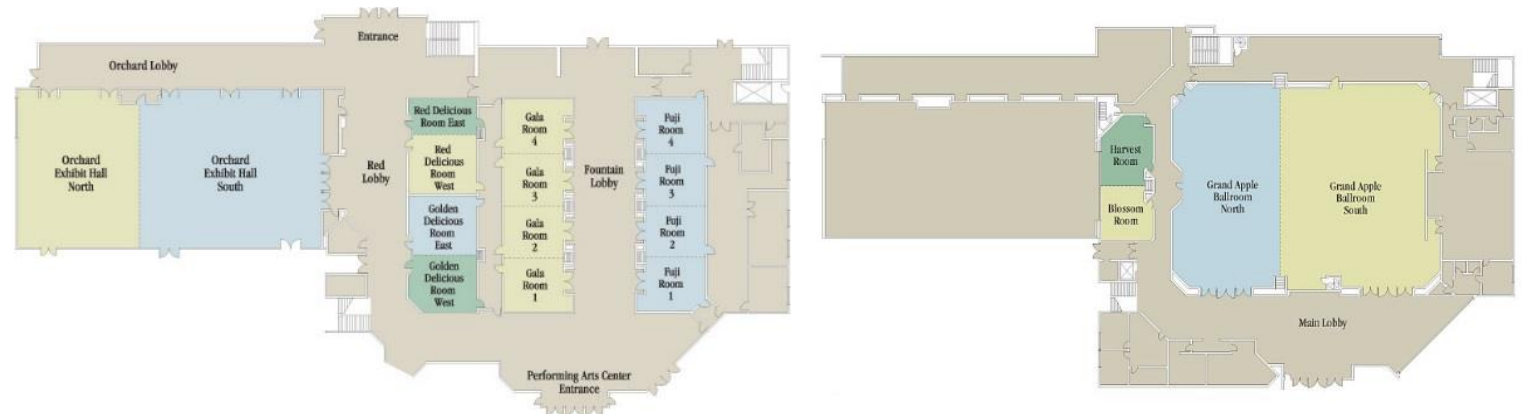 Entrance
Orchard Lobby
Orchard
Exhibit Hall
North
Orchard
Exhibit Hall
South
Red
Lobby
Red Delicious
Room East
Red
Delicious
Room
West
Golden
Delicious
Room
East
Golden
Delicious
Room
West
Gala
Room
4
Gala
Room
3
Gala
Room
2
Gala
Room
1
Fountain
Lobby
Fuji
Room
4
Fuji
Room
3
Fuji
Room
2
Fuji
Room
1
Performing Arts Center
Entrance
Harvest
Room
Blossom
Room
Grand Apple
Ballroom
North
Grand Apple
Ballroom
South
Main Lobby